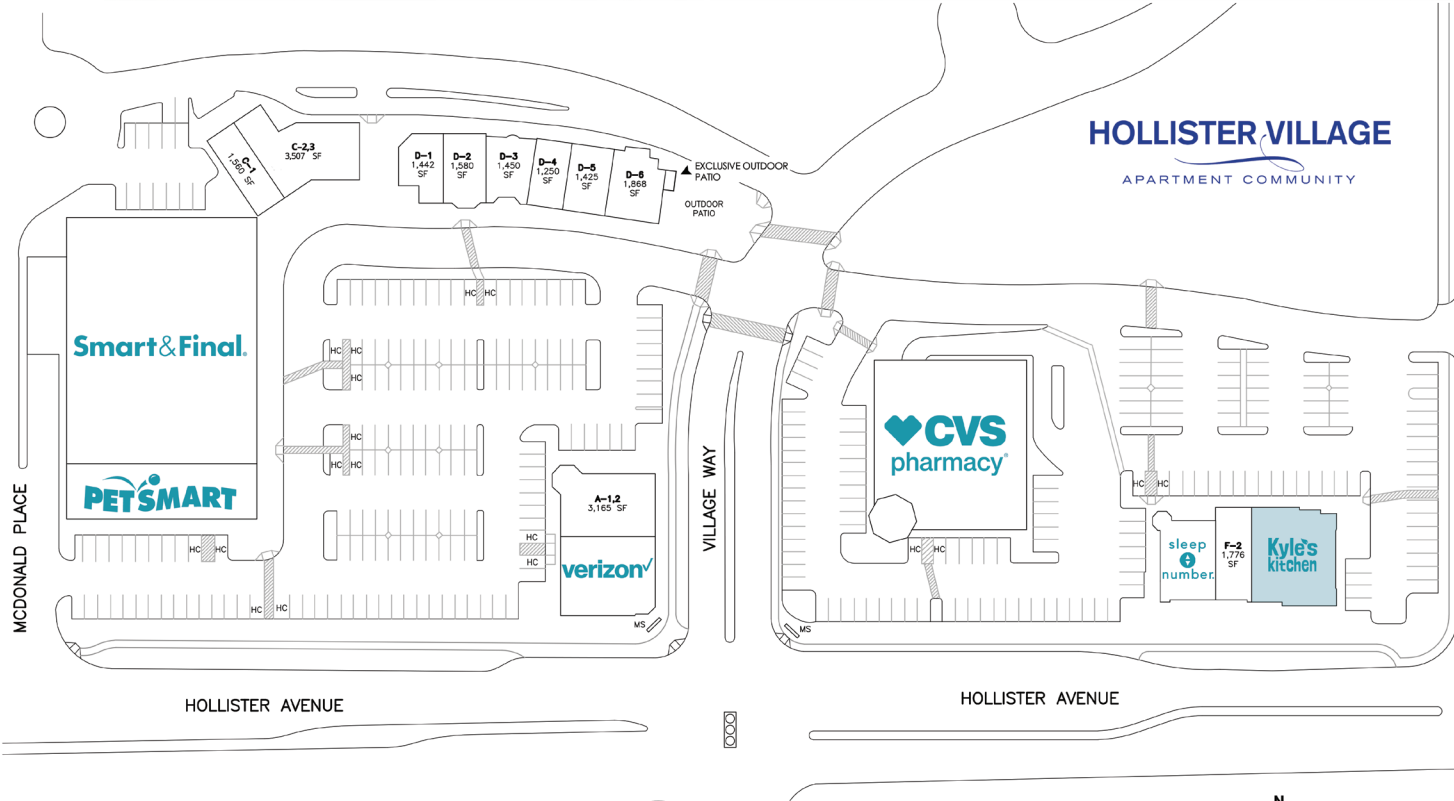 HOLLISTER VILLAGE
APARTMENT COMMUNITY
C-1
1,560 SF
C-2,3
3,507 SF
D-1
1,442
SF
D-2
1,580
SF
D-3
1,450
SF
D-4
1,250
SF
D-5
1,425
SF
D-6
1,868
SF
EXCLUSIVE OUTDOOR
PATIO
OUTDOOR
PATIO
HC HC
Smart&Final.
HC HC
HC
HC
HC HC
PETSMART
HC HC
HC HC
A-1,2
3,165 SF
HC
HC
verizon✓
MS
MCDONALD PLACE
VILLAGE WAY
CVS
pharmacy®
HC HC
MS
HC HC
sleep
number.
F-2
1,776
SF
Kyle's
kitchen
HOLLISTER AVENUE
HOLLISTER AVENUE
N